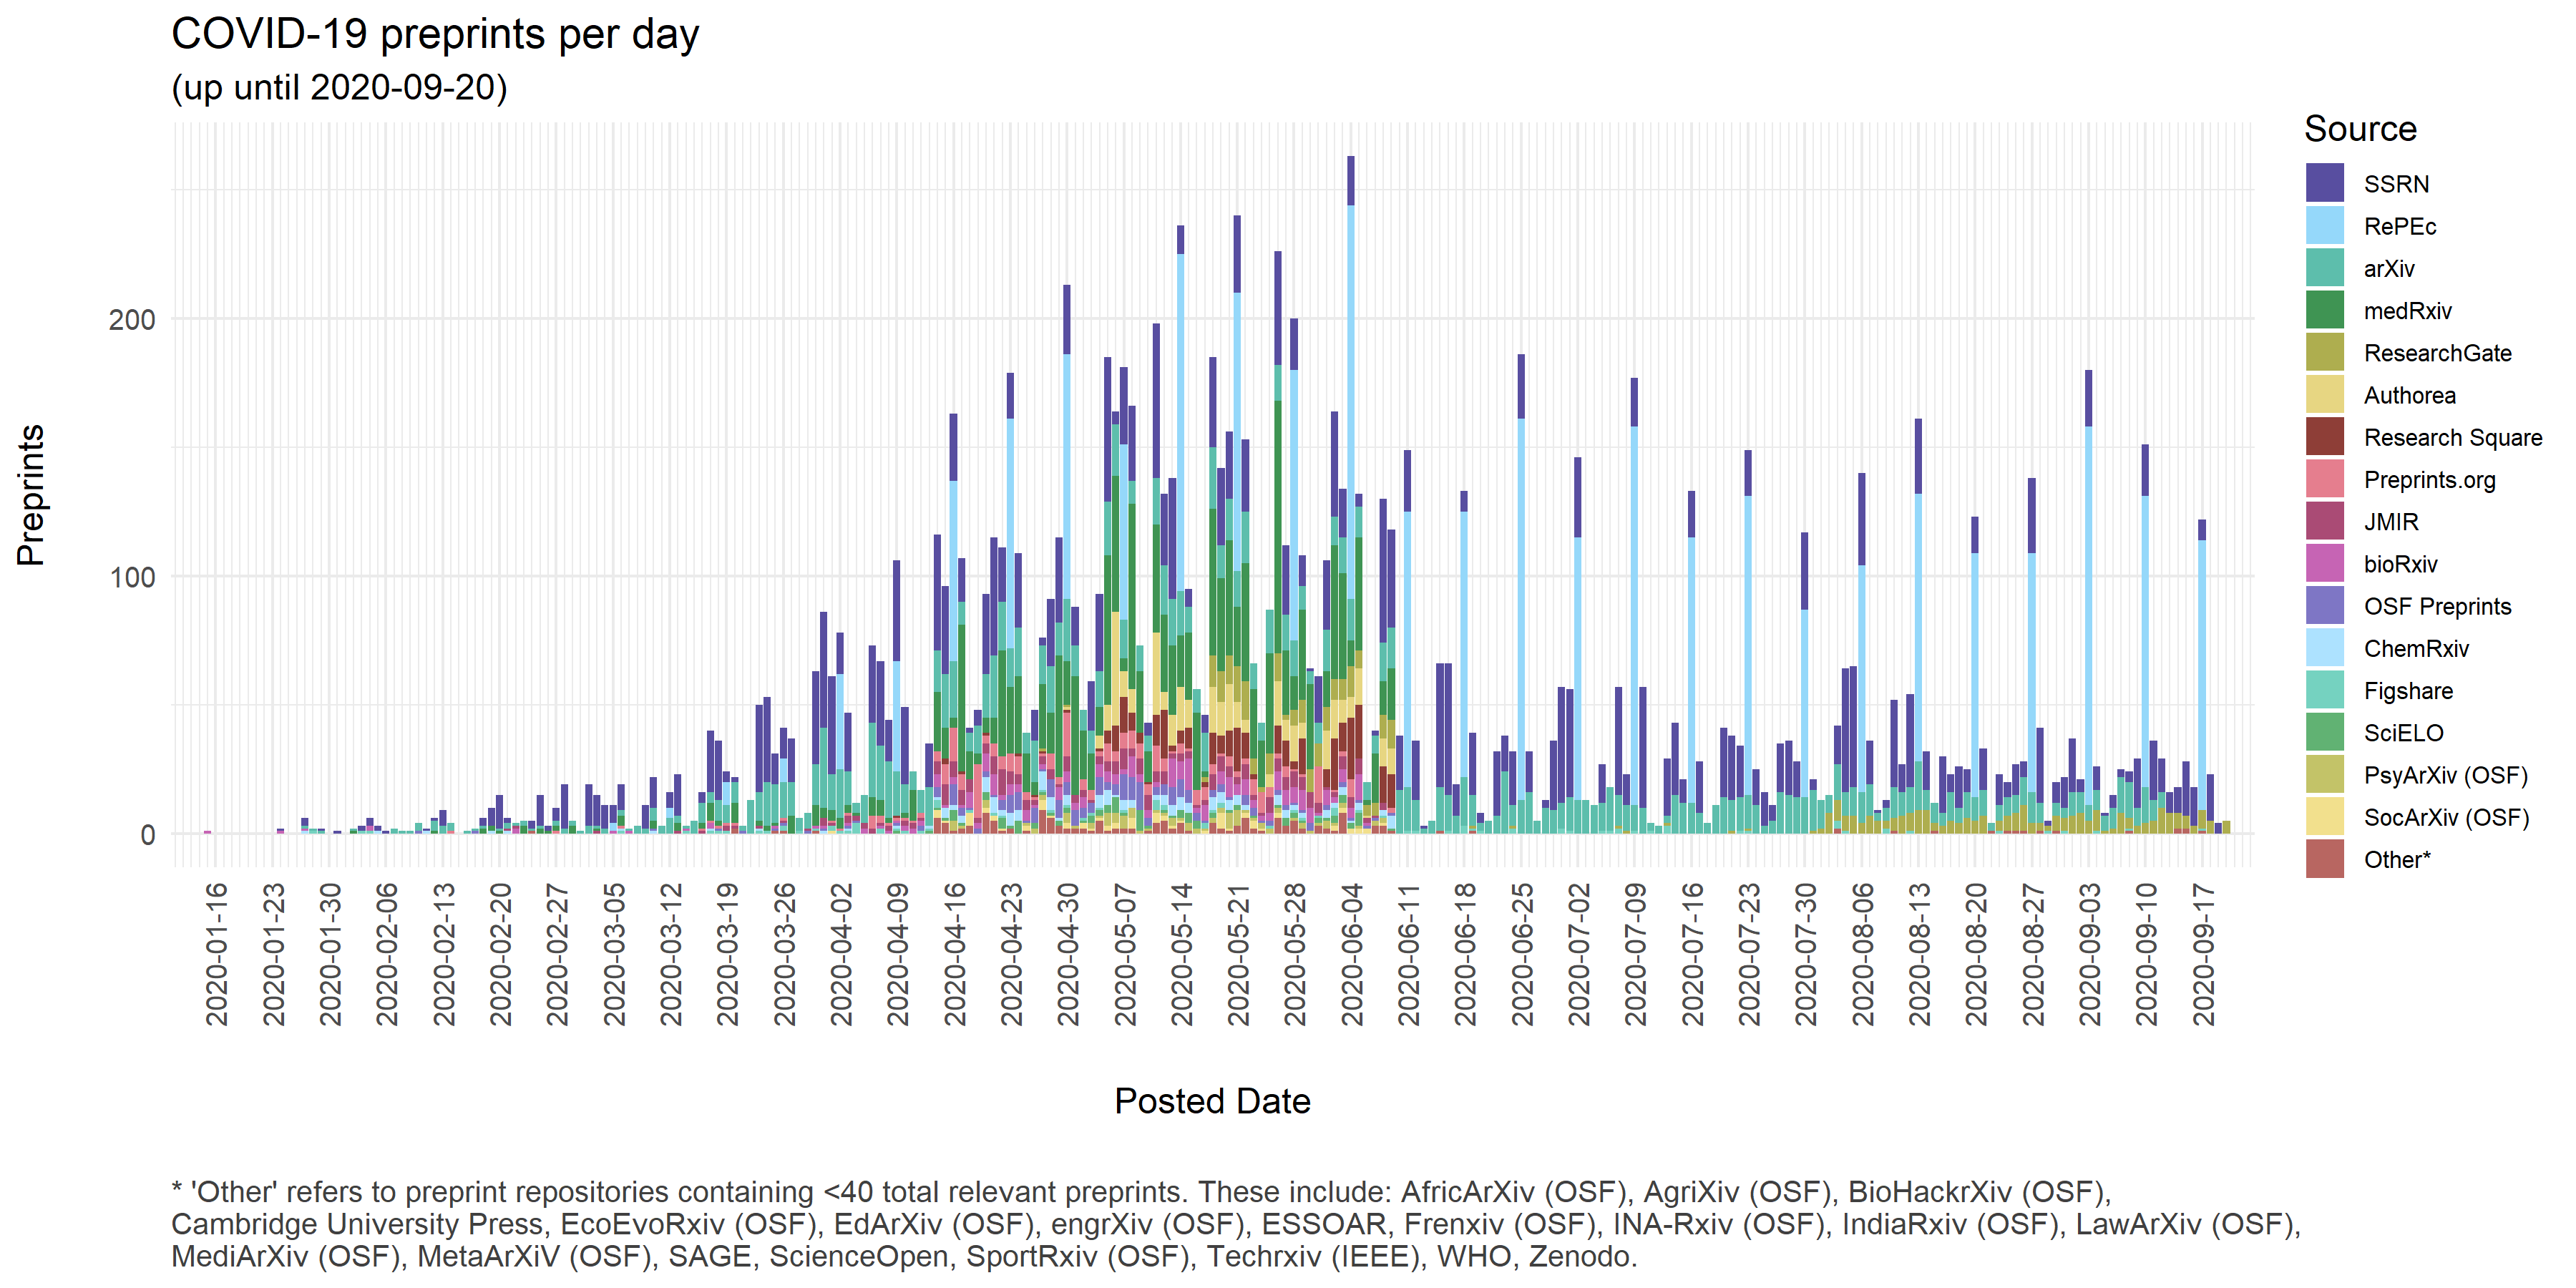 COVID-19 preprints per day
(up until 2020-09-20)
Preprints
200
100
0
2020-01-16
2020-01-23
2020-01-30
2020-02-06
2020-02-13
2020-02-20
2020-02-27
2020-03-05
2020-03-12
2020-03-19
2020-03-26
2020-04-02
2020-04-09
2020-04-16
2020-04-23
2020-04-30
2020-05-07
2020-05-14
2020-05-21
2020-05-28
2020-06-04
2020-06-11
2020-06-18
2020-06-25
2020-07-02
2020-07-09
2020-07-16
2020-07-23
2020-07-30
2020-08-06
2020-08-13
2020-08-20
2020-08-27
2020-09-03
2020-09-10
2020-09-17
Posted Date
Source
SSRN
RePEc
arXiv
medRxiv
ResearchGate
Authorea
Research Square
Preprints.org
JMIR
bioRxiv
OSF Preprints
ChemRxiv
Figshare
SciELO
PsyArXiv (OSF)
SocArXiv (OSF)
Other*
* 'Other' refers to preprint repositories containing <40 total relevant preprints. These include: AfricArXiv (OSF), AgriXiv (OSF), BioHackrXiv (OSF),
Cambridge University Press, EcoEvoRxiv (OSF), EdArXiv (OSF), engrXiv (OSF), ESSOAR, Frenxiv (OSF), INA-Rxiv (OSF), IndiaRxiv (OSF), LawArXiv (OSF),
MediArXiv (OSF), MetaArXiV (OSF), SAGE, ScienceOpen, SportRxiv (OSF), Techrxiv (IEEE), WHO, Zenodo.